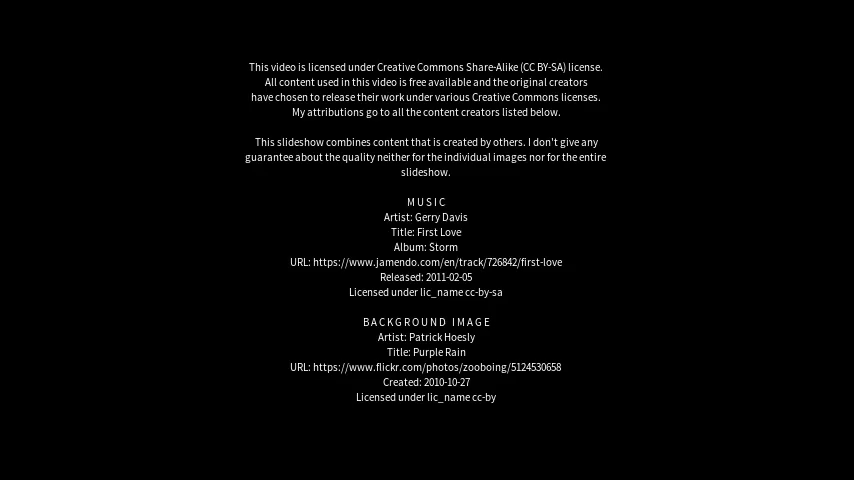 This video is licensed under Creative Commons Share-Alike (CC BY-SA) license.
All content used in this video is free available and the original creators
have chosen to release their work under various Creative Commons licenses.
My attributions go to all the content creators listed below.
This slideshow combines content that is created by others. I don't give any
guarantee about the quality neither for the individual images nor for the entire
slideshow.
MUSIC
Artist: Gerry Davis
Title: First Love
Album: Storm
URL: https://www.jamendo.com/en/track/726842/first-love
Released: 2011-02-05
Licensed under lic_name cc-by-sa
BACKGROUND IMAGE
Artist: Patrick Hoesly
Title: Purple Rain
URL: https://www.flickr.com/photos/zooboing/5124530658
Created: 2010-10-27
Licensed under lic_name cc-by